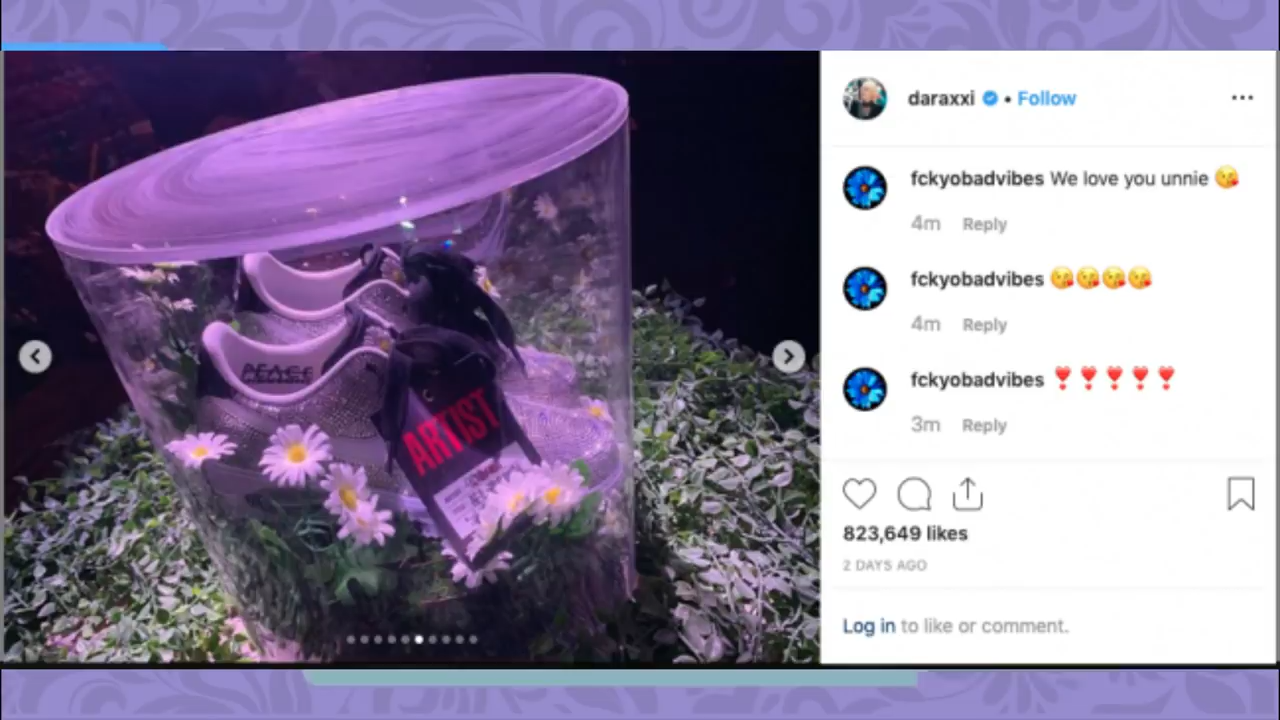 daraxxi • Follow
fckyobadvibes We love you unnie 😘
4m Reply
fckyobadvibes 😘😘😘😘
4m Reply
fckyobadvibes ❣❣❣❣❣
3m Reply
823,649 likes
2 DAYS AGO
Log in to like or comment.
PEACE
ARTIST